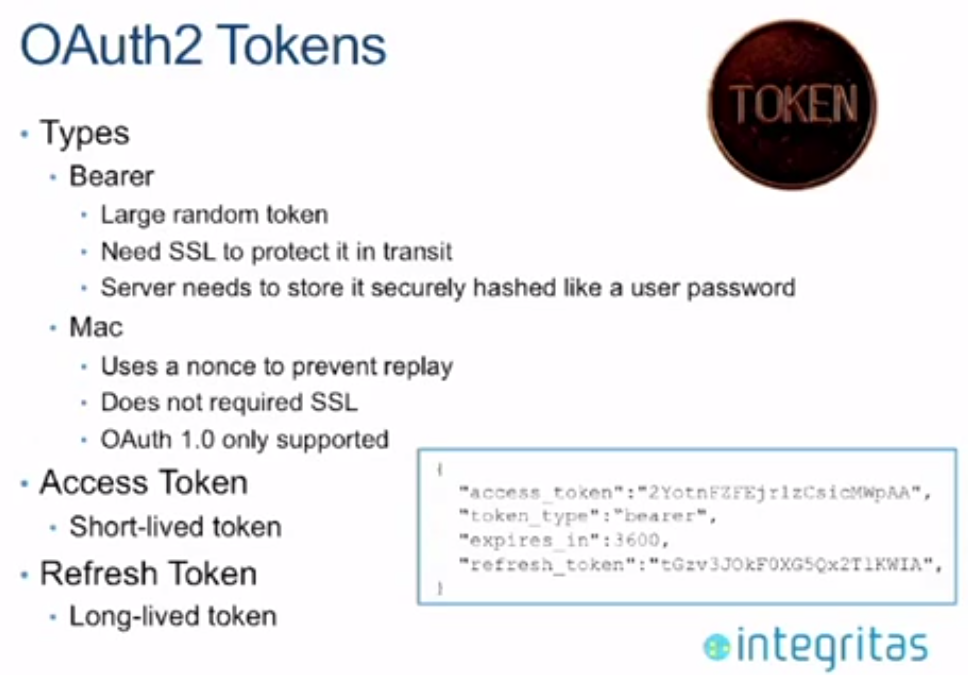 OAuth2 Tokens
TOKEN
• Types
• Bearer
• Large random token
• Need SSL to protect it in transit
• Server needs to store it securely hashed like a user password
• Mac
• Uses a nonce to prevent replay
• Does not required SSL
• OAuth 1.0 only supported
• Access Token
• Short-lived token
• Refresh Token
• Long-lived token
{
"access_token":"2YotnFZFEjr1zCsicMWpAA",
"token_type":"bearer",
"expires_in":3600,
"refresh_token":"tGzv3JOkF0XG5Qx2TlKWIA",
}
integritas